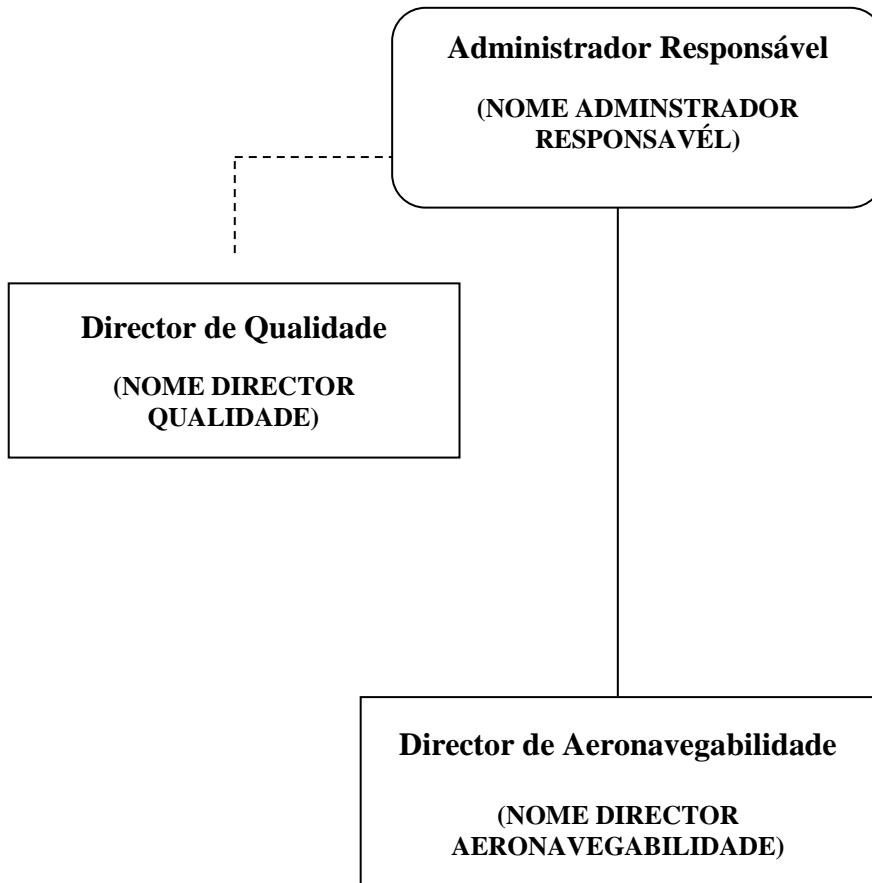 Administrador Responsável
(NOME ADMINSTRADOR
RESPONSAVÉL)
Director de Qualidade
(NOME DIRECTOR
QUALIDADE)
Director de Aeronavegabilidade
(NOME DIRECTOR
AERONAVEGABILIDADE)